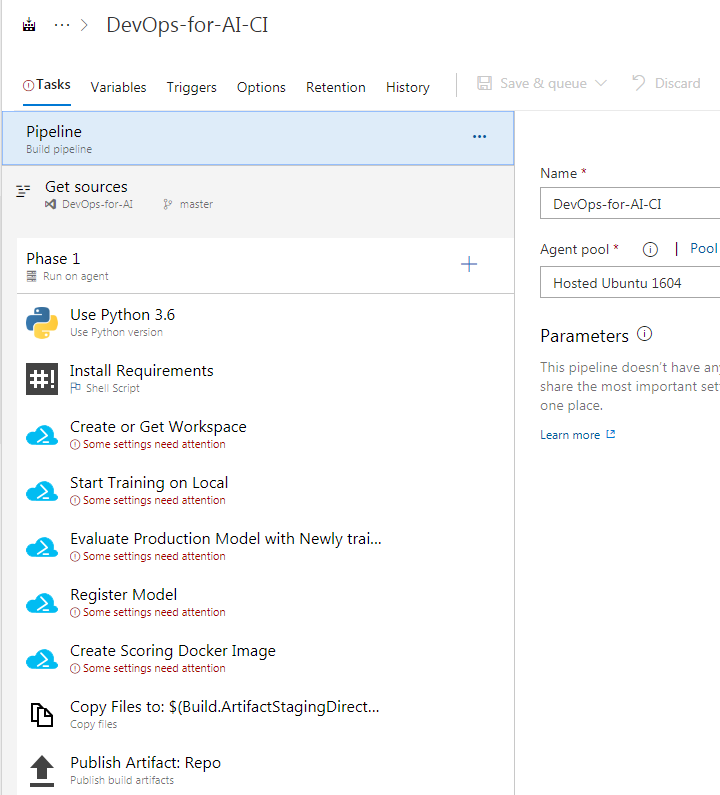 ··· > DevOps-for-AI-CI
Tasks Variables Triggers Options Retention History Save & queue Discard
Pipeline
Build pipeline
···
Get sources
DevOps-for-AI master
Phase 1
Run on agent
Use Python 3.6
Use Python version
#!
Install Requirements
Shell Script
Create or Get Workspace
Some settings need attention
Start Training on Local
Some settings need attention
Evaluate Production Model with Newly trai...
Some settings need attention
Register Model
Some settings need attention
Create Scoring Docker Image
Some settings need attention
Copy Files to: $(Build.ArtifactStagingDirect...
Copy files
Publish Artifact: Repo
Publish build artifacts
Name *
DevOps-for-AI-CI
Agent pool * | Pool
Hosted Ubuntu 1604
Parameters
This pipeline doesn't have any
share the most important set
one place.
Learn more